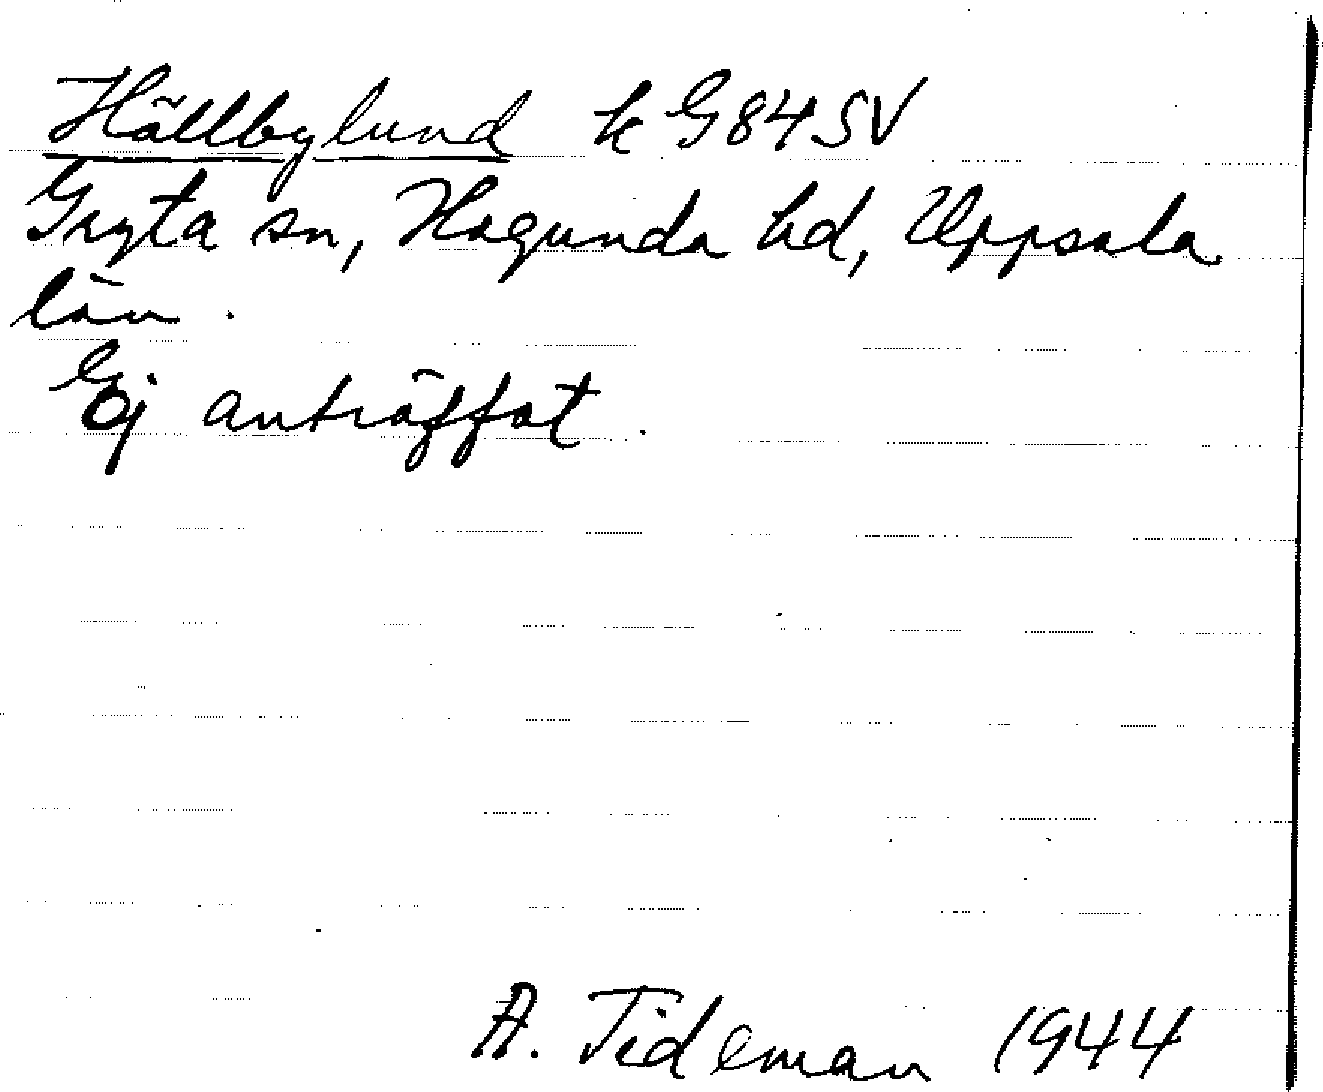 Hällbylund k G84SV
Gryta sn, Hagunda hd, Uppsala
län.
Ej anträffat.
A. Tideman 1944